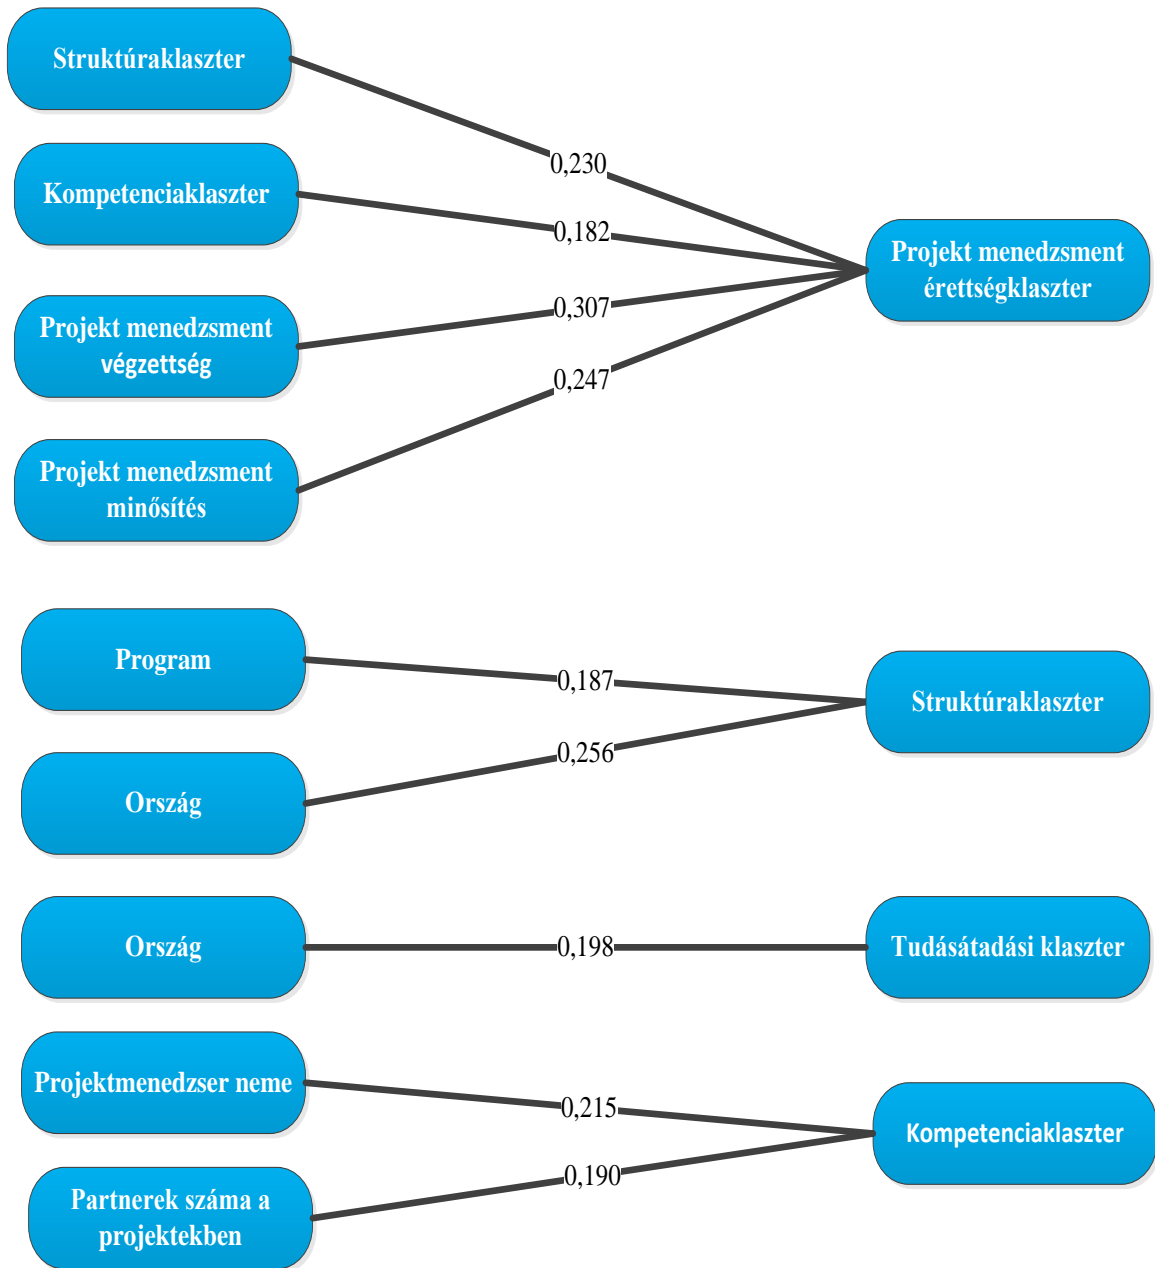 Struktúraklaszter
0,230
Kompetenciaklaszter
0,182
Projekt menedzsment
érettségklaszter
Projekt menedzsment
végzettség
0,307
0,247
Projekt menedzsment
minősítés
Program
0,187
Struktúraklaszter
0,256
Ország
Ország
0,198
Tudásátadási klaszter
Projektmenedzser neme
0,215
Kompetenciaklaszter
0,190
Partnerek száma a
projektekben